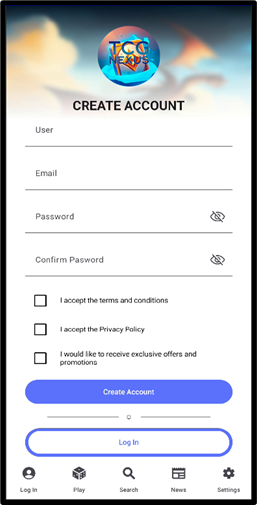 TCG
NEXUS
CREATE ACCOUNT
User
Email
Password
Confirm Pasword
I accept the terms and conditions
I accept the Privacy Policy
I would like to receive exclusive offers and
promotions
Create Account
Log In
Log In Play Search News Settings